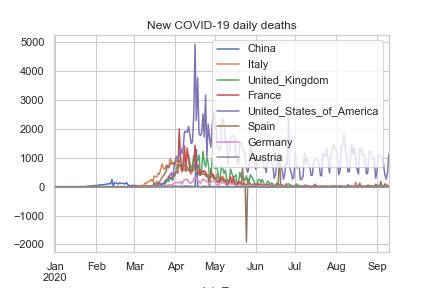 New COVID-19 daily deaths
5000
4000
3000
2000
1000
0
−1000
−2000
China
Italy
United_Kingdom
France
United_States_of_America
Spain
Germany
Austria
Jan Feb Mar Apr May Jun Jul Aug Sep
2020